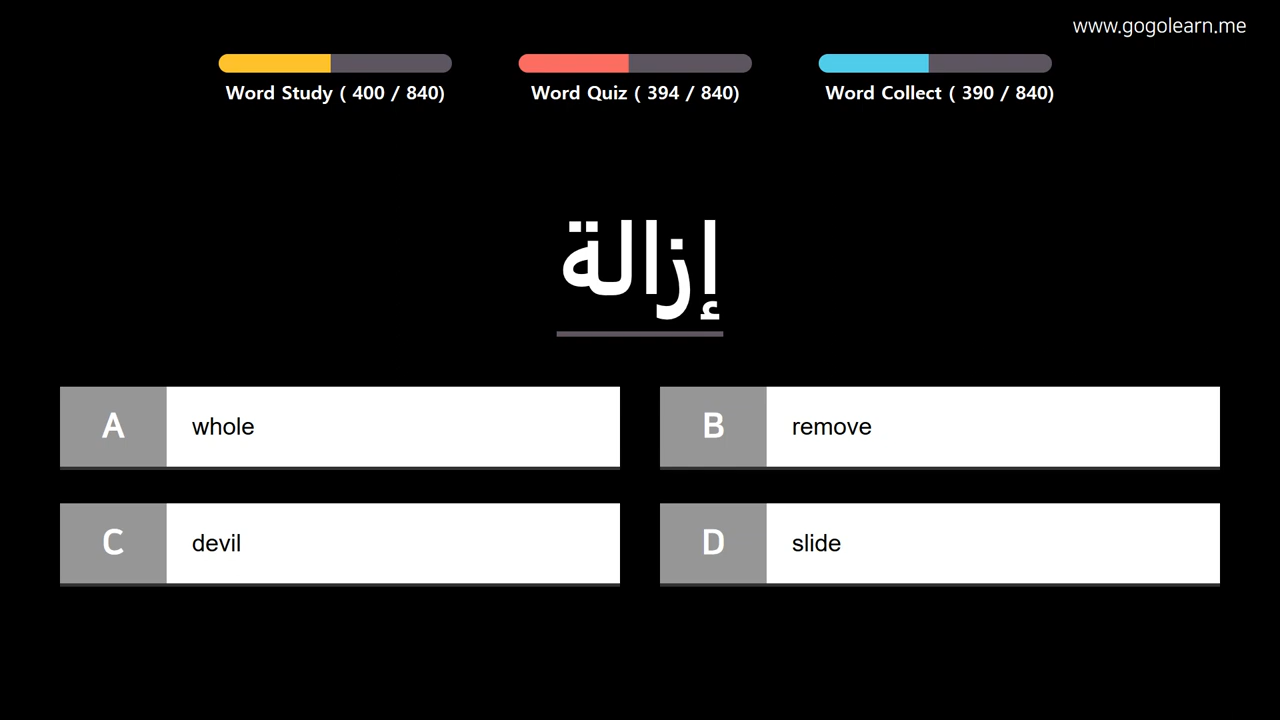 www.gogolearn.me
Word Study ( 400 / 840)
Word Quiz ( 394 / 840)
Word Collect ( 390 / 840)
إزالة
A whole
B remove
C devil
D slide